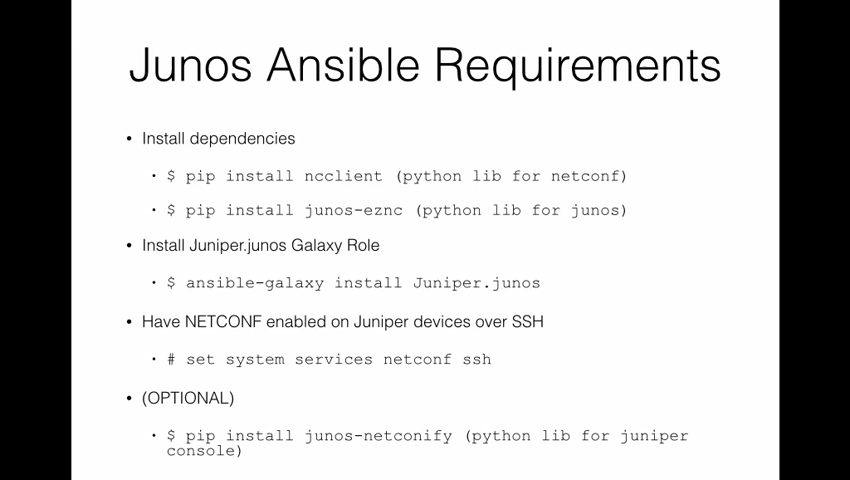 Junos Ansible Requirements
• Install dependencies
• $ pip install ncclient (python lib for netconf)
• $ pip install junos-eznc (python lib for junos)
• Install Juniper.junos Galaxy Role
• $ ansible-galaxy install Juniper.junos
• Have NETCONF enabled on Juniper devices over SSH
• # set system services netconf ssh
• (OPTIONAL)
• $ pip install junos-netconify (python lib for juniper
console)